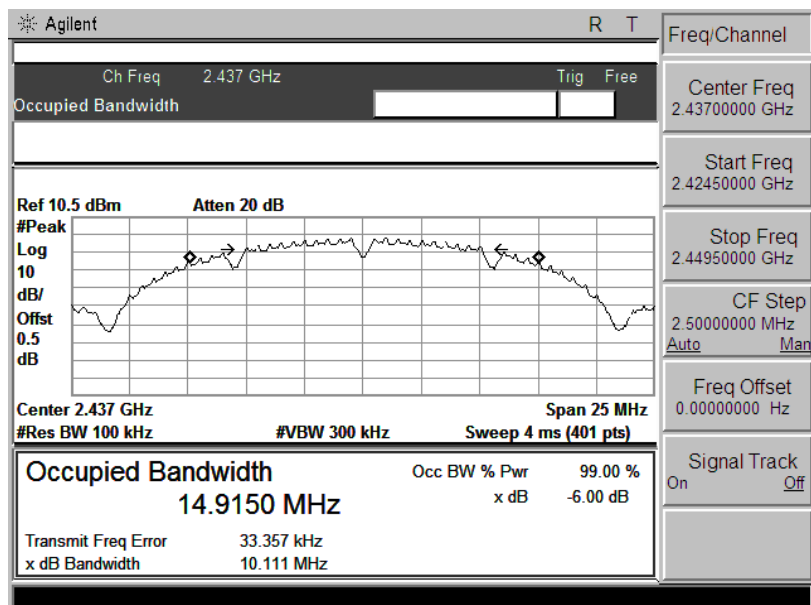 Agilent R T
Freq/Channel
Ch Freq 2.437 GHz Trig Free
Occupied Bandwidth
Center Freq
2.43700000 GHz
Start Freq
2.42450000 GHz
Stop Freq
2.44950000 GHz
CF Step
2.50000000 MHz
Auto Man
Freq Offset
0.00000000 Hz
Signal Track
On Off
Ref 10.5 dBm Atten 20 dB
#Peak
Log
10
dB/
Offst
0.5
dB
Center 2.437 GHz Span 25 MHz
#Res BW 100 kHz #VBW 300 kHz Sweep 4 ms (401 pts)
Occupied Bandwidth Occ BW % Pwr 99.00 %
14.9150 MHz x dB -6.00 dB
Transmit Freq Error 33.357 kHz
x dB Bandwidth 10.111 MHz